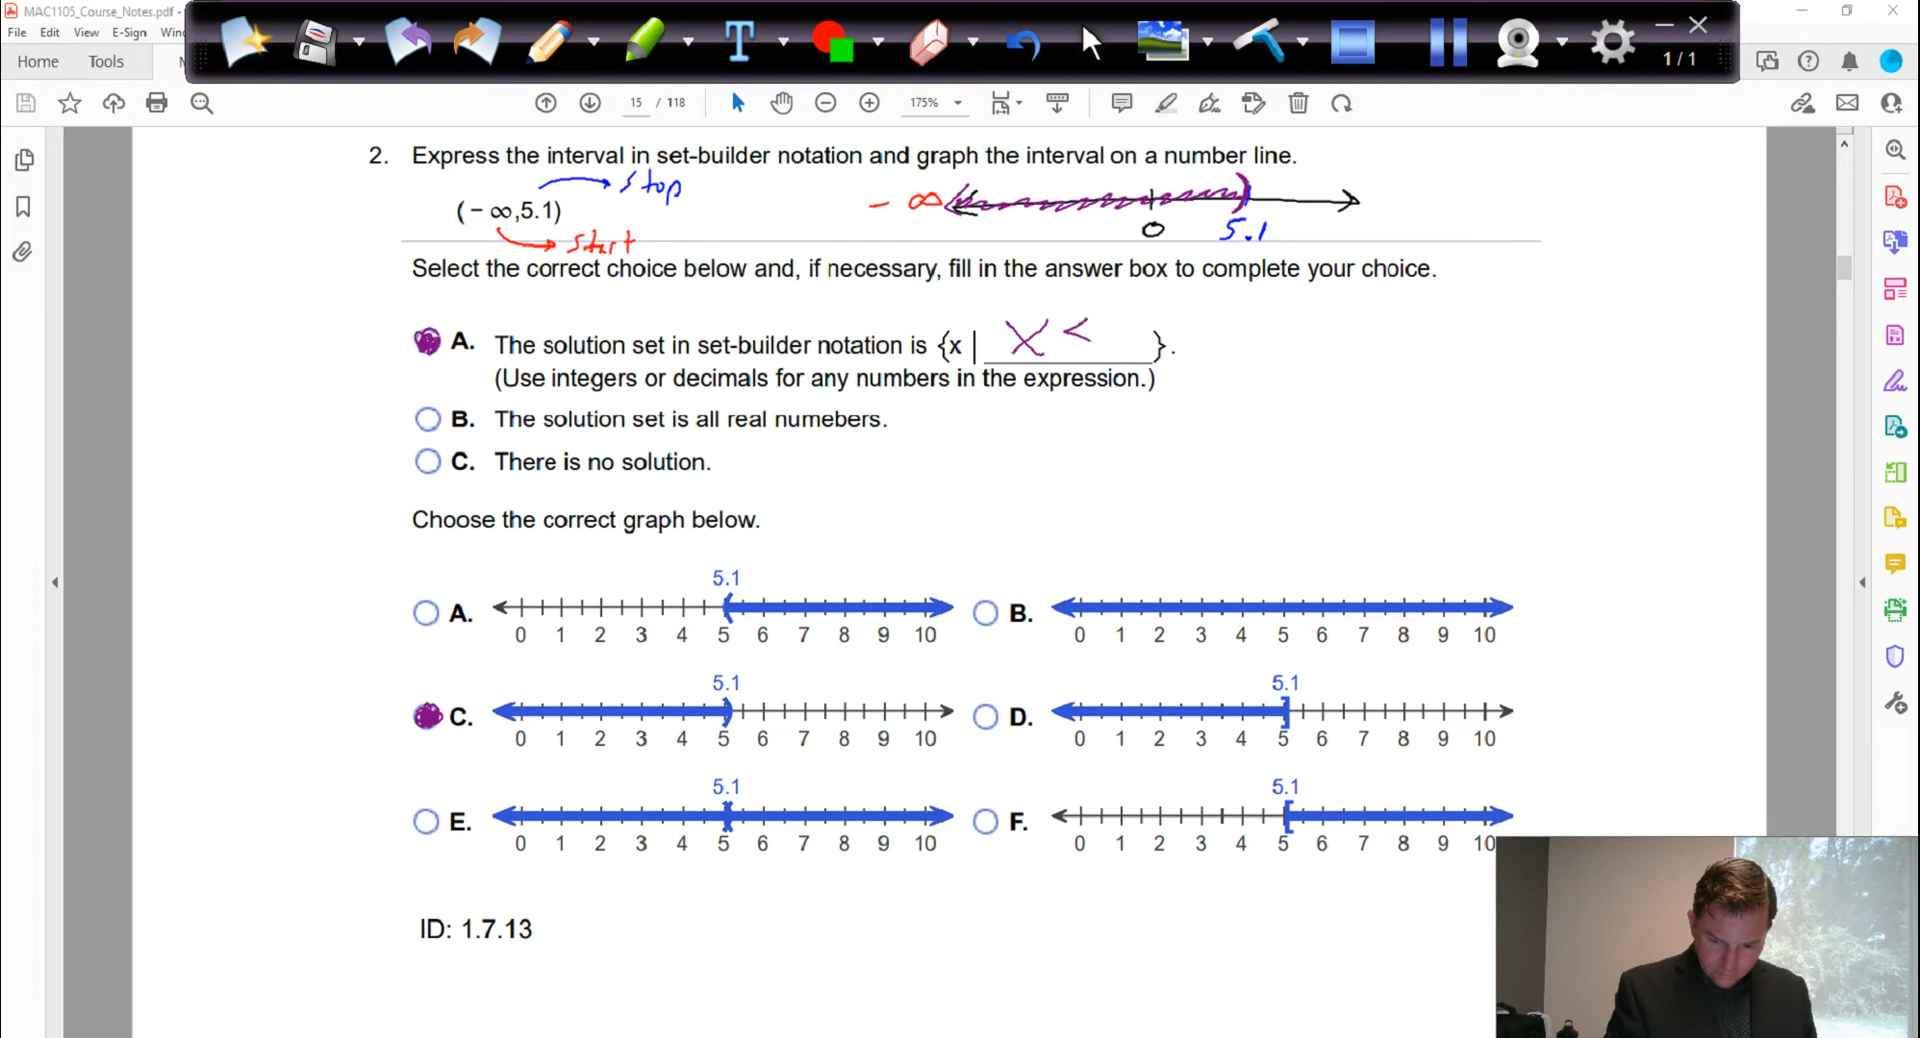 MAC1105_Course_Notes.pdf -
File Edit View E-Sign Win
1 / 1
Home Tools
15 / 118 175%
2. Express the interval in set-builder notation and graph the interval on a number line.
stop
(-∞,5.1)
- ∞ 0 5.1
start
Select the correct choice below and, if necessary, fill in the answer box to complete your choice.
A. The solution set in set-builder notation is {x | X < }.
(Use integers or decimals for any numbers in the expression.)
B. The solution set is all real numebers.
C. There is no solution.
Choose the correct graph below.
5.1
A. B.
0 1 2 3 4 5 6 7 8 9 10 0 1 2 3 4 5 6 7 8 9 10
5.1 5.1
C. D.
0 1 2 3 4 5 6 7 8 9 10 0 1 2 3 4 5 6 7 8 9 10
5.1 5.1
E. F.
0 1 2 3 4 5 6 7 8 9 10 0 1 2 3 4 5 6 7 8 9 10
ID: 1.7.13